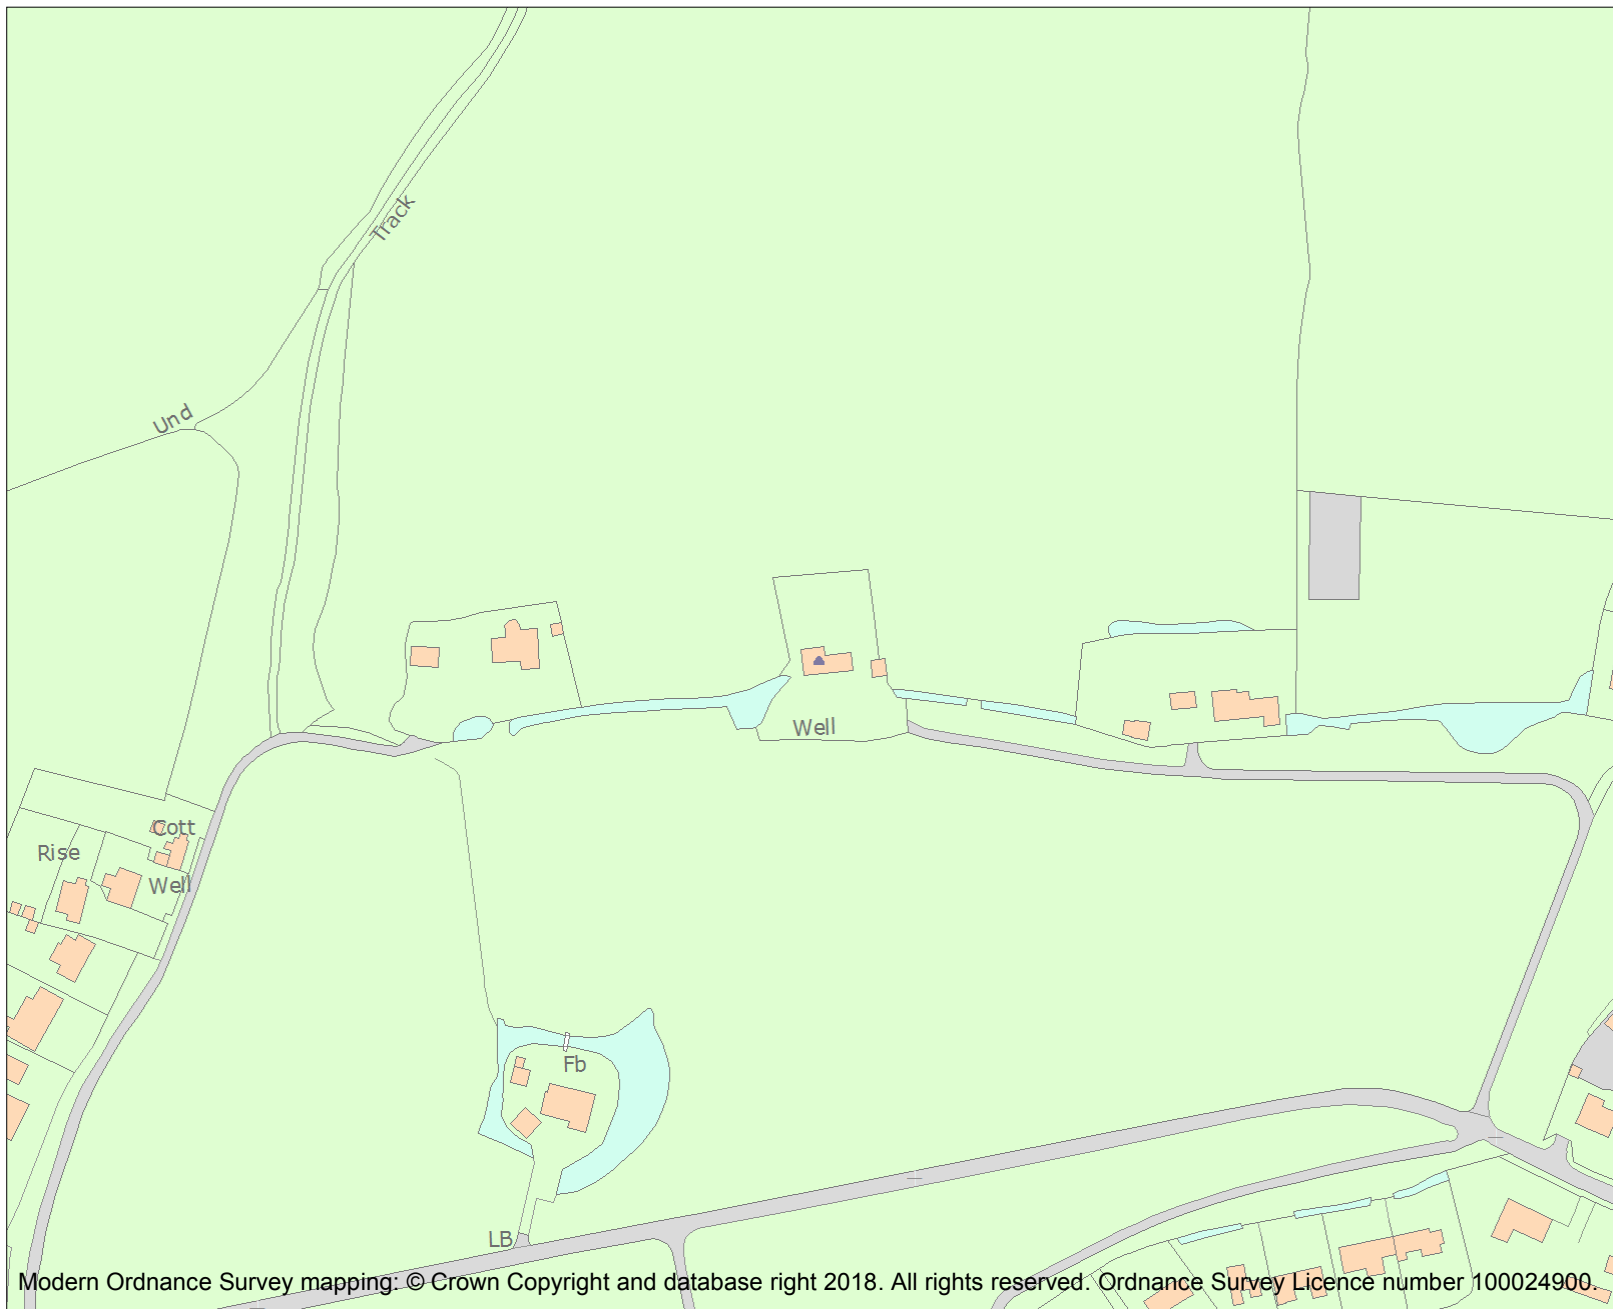 Track
Und
Well
Cott
Rise
Well
Fb
LB
Modern Ordnance Survey mapping: © Crown Copyright and database right 2018. All rights reserved. Ordnance Survey Licence number 100024900.